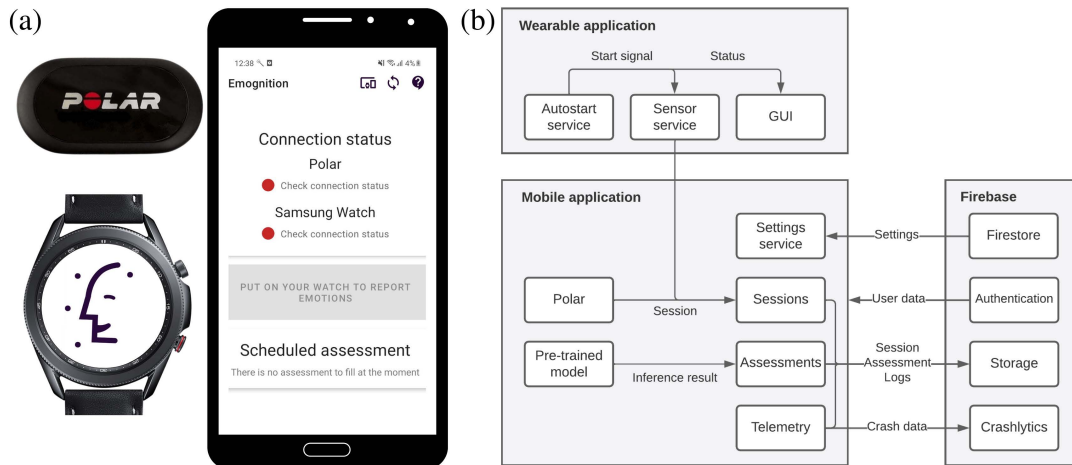 (a)
POLAR
12:38
4%
Emognition
Connection status
Polar
Check connection status
Samsung Watch
Check connection status
PUT ON YOUR WATCH TO REPORT
EMOTIONS
Scheduled assessment
There is no assessment to fill at the moment
(b)
Wearable application
Start signal
Status
Autostart
service
Sensor
service
GUI
Mobile application
Firebase
Settings
service
Settings
Firestore
Polar
Session
Sessions
User data
Authentication
Pre-trained
model
Inference result
Assessments
Session
Assessment
Logs
Storage
Telemetry
Crash data
Crashlytics